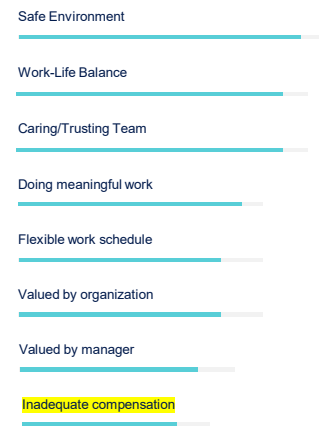 Safe Environment
Work-Life Balance
Caring/Trusting Team
Doing meaningful work
Flexible work schedule
Valued by organization
Valued by manager
Inadequate compensation